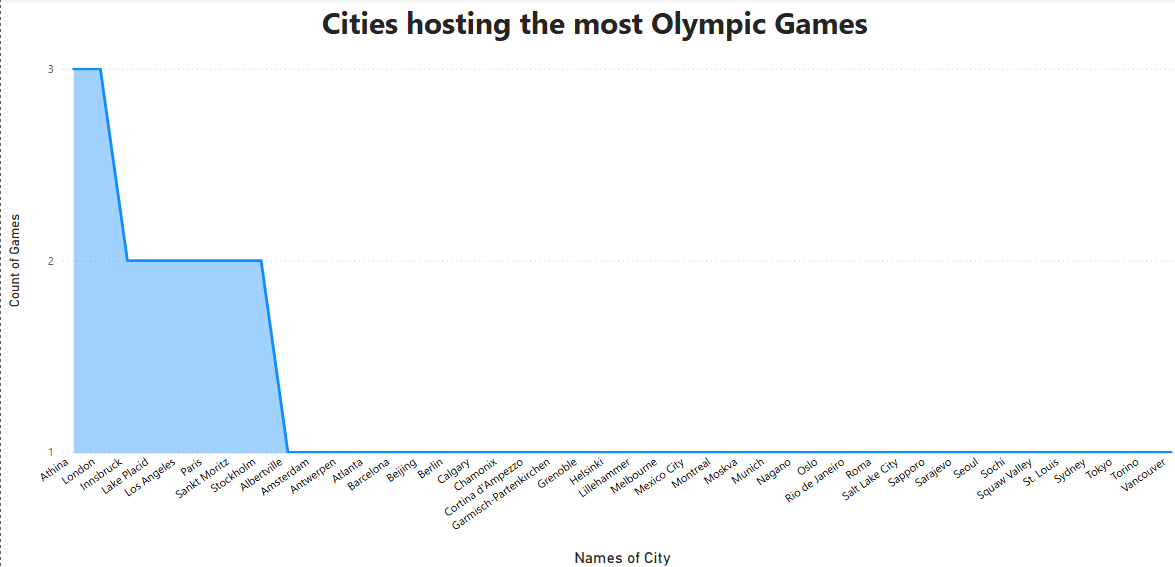 Cities hosting the most Olympic Games
3
2
1
Count of Games
Athina
London
Innsbruck
Lake Placid
Los Angeles
Paris
Sankt Moritz
Stockholm
Albertville
Amsterdam
Antwerpen
Atlanta
Barcelona
Beijing
Berlin
Calgary
Chamonix
Cortina d'Ampezzo
Garmisch-Partenkirchen
Grenoble
Helsinki
Lillehammer
Melbourne
Mexico City
Montreal
Moskva
Munich
Nagano
Oslo
Rio de Janeiro
Roma
Salt Lake City
Sapporo
Sarajevo
Seoul
Sochi
Squaw Valley
St. Louis
Sydney
Tokyo
Torino
Vancouver
Names of City